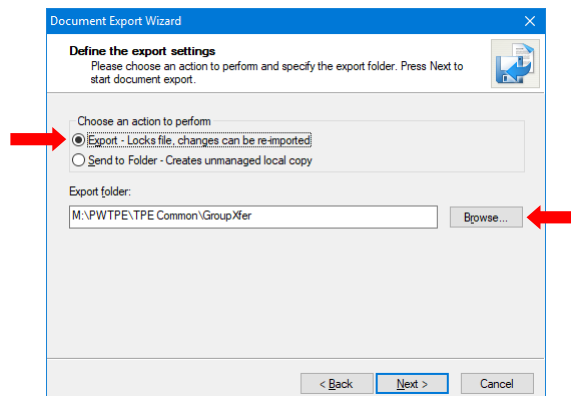 Document Export Wizard
Define the export settings
Please choose an action to perform and specify the export folder. Press Next to
start document export.
Choose an action to perform
Export - Locks file, changes can be re-imported
Send to Folder - Creates unmanaged local copy
Export folder:
M:\PWTPE\TPE Common\GroupXfer
Browse...
< Back
Next >
Cancel